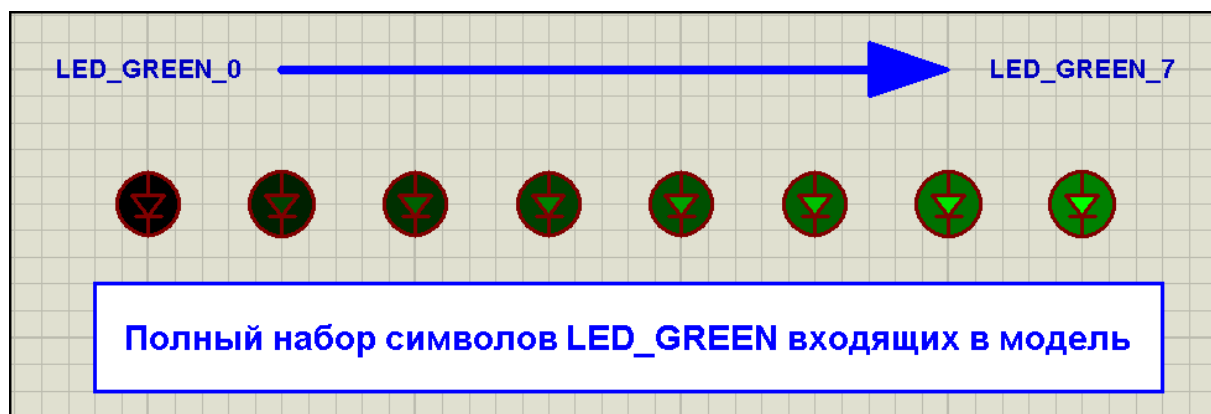 LED_GREEN_0
LED_GREEN_7
Полный набор символов LED_GREEN входящих в модель